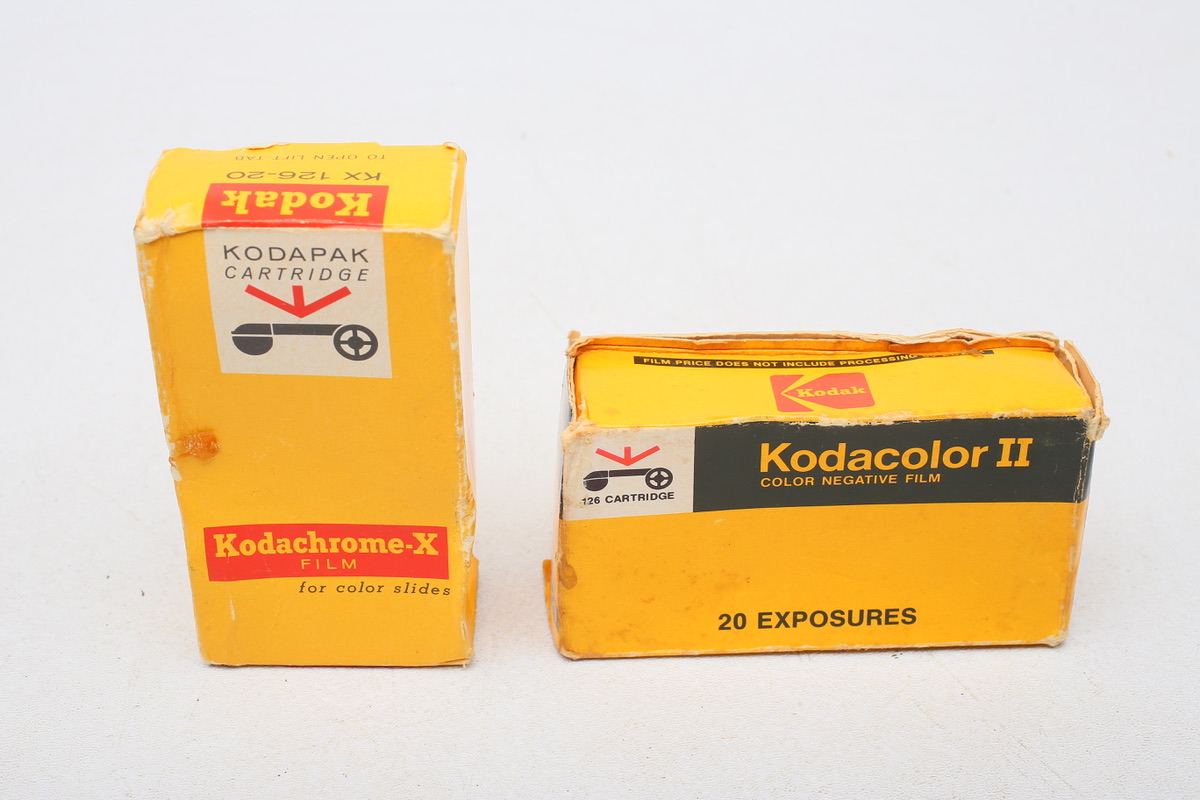 TO OPEN LIFT TAB
KX 126-20
Kodak
KODAPAK
CARTRIDGE
Kodachrome-X
FILM
for color slides
FILM PRICE DOES NOT INCLUDE PROCESSING
Kodak
Kodacolor II
COLOR NEGATIVE FILM
126 CARTRIDGE
20 EXPOSURES